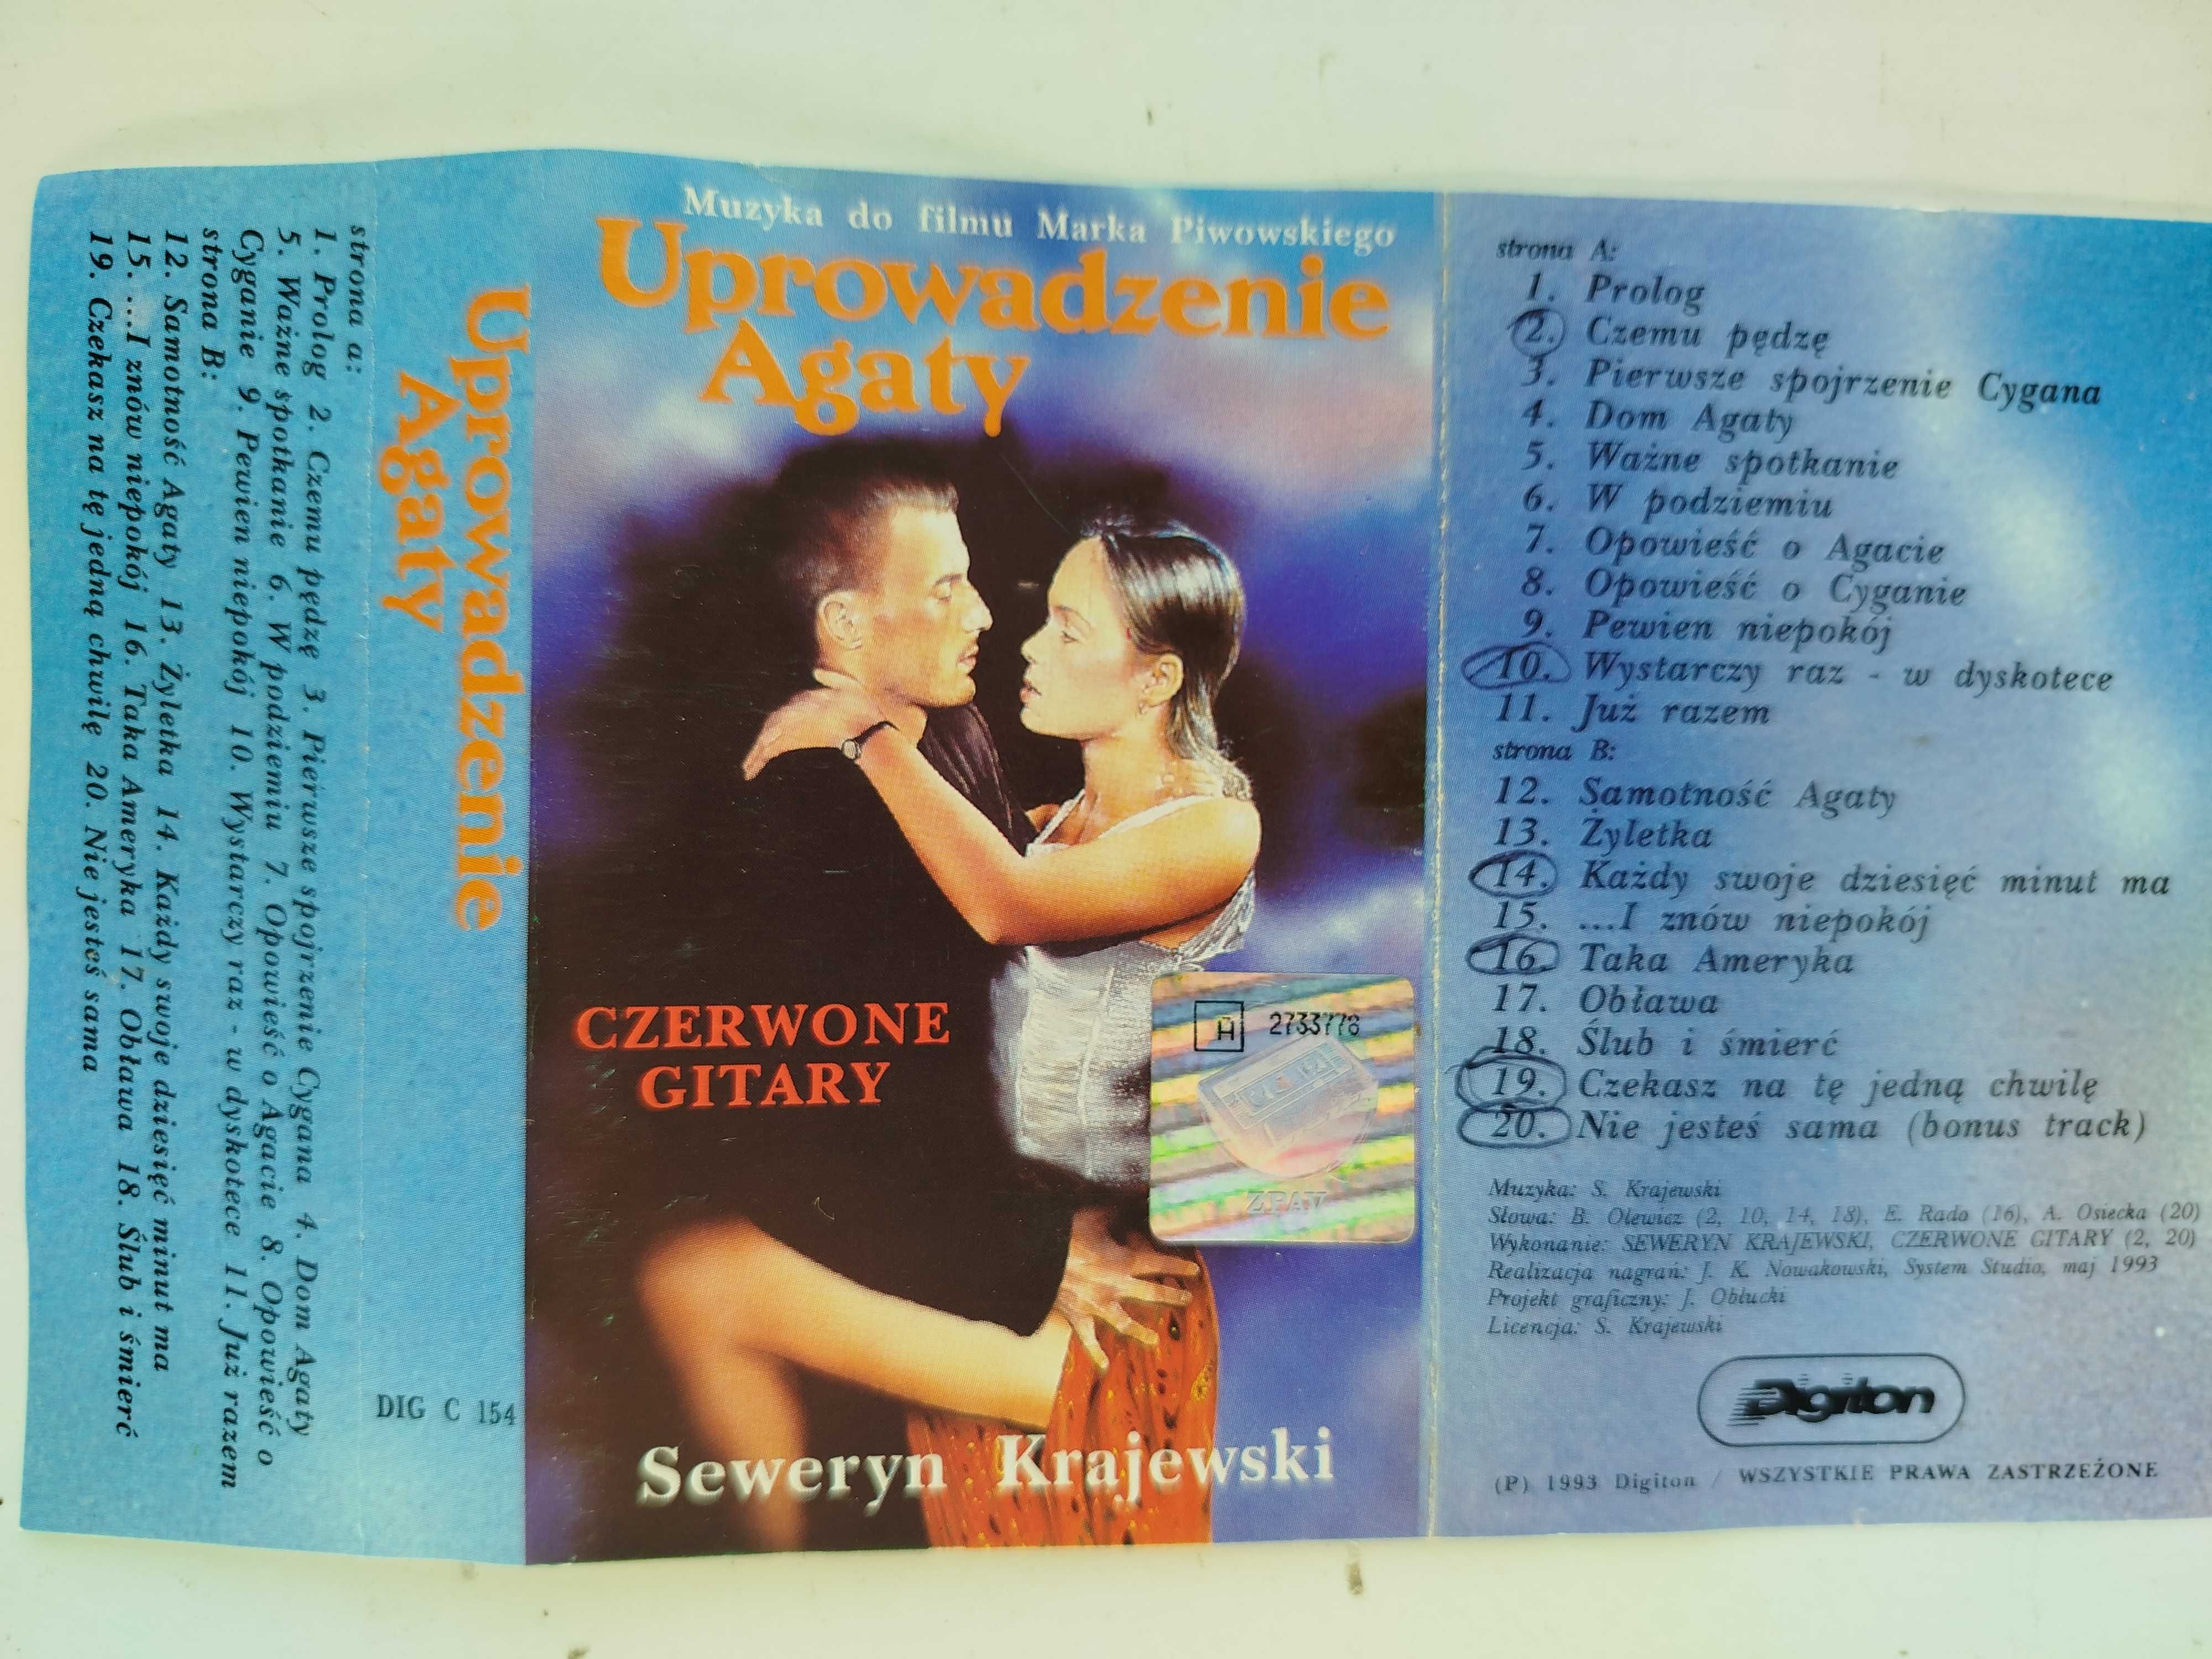 strona a:
1. Prolog 2. Czemu pędzę 3. Pierwsze spojrzenie Cygana 4. Dom Agaty
5. Ważne spotkanie 6. W podziemiu 7. Opowieść o Agacie 8. Opowieść o
Cyganie 9. Pewien niepokój 10. Wystarczy raz - w dyskotece 11. Już razem
strona B:
12. Samotność Agaty 13. Żyletka 14. Każdy swoje dziesięć minut ma
15. ...I znów niepokój 16. Taka Ameryka 17. Obława 18. Ślub i śmierć
19. Czekasz na tę jedną chwilę 20. Nie jesteś sama
Uprowadzenie
Agaty
DIG C 154
Muzyka do filmu Marka Piwowskiego
Uprowadzenie
Agaty
CZERWONE
GITARY
A 2733778
ZPAV
Seweryn Krajewski
strona A:
1. Prolog
2. Czemu pędzę
3. Pierwsze spojrzenie Cygana
4. Dom Agaty
5. Ważne spotkanie
6. W podziemiu
7. Opowieść o Agacie
8. Opowieść o Cyganie
9. Pewien niepokój
10. Wystarczy raz - w dyskotece
11. Już razem
strona B:
12. Samotność Agaty
13. Żyletka
14. Każdy swoje dziesięć minut ma
15. ...I znów niepokój
16. Taka Ameryka
17. Obława
18. Ślub i śmierć
19. Czekasz na tę jedną chwilę
20. Nie jesteś sama (bonus track)
Muzyka: S. Krajewski
Słowa: B. Olewicz (2, 10, 14, 18), E. Rado (16), A. Osiecka (20)
Wykonanie: SEWERYN KRAJEWSKI, CZERWONE GITARY (2, 20)
Realizacja nagrań: J. K. Nowakowski, System Studio, maj 1993
Projekt graficzny: J. Obłucki
Licencja: S. Krajewski
Digiton
(P) 1993 Digiton / WSZYSTKIE PRAWA ZASTRZEŻONE